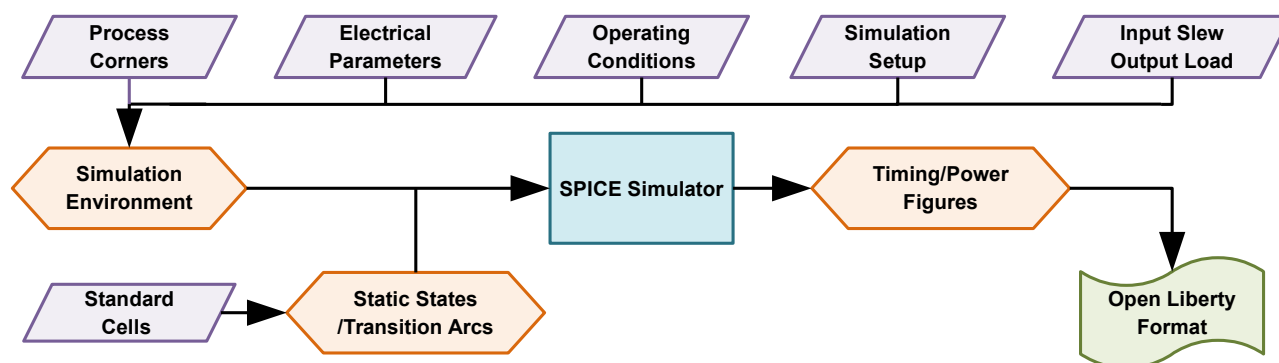 Process
Corners
Electrical
Parameters
Operating
Conditions
Simulation
Setup
Input Slew
Output Load
Simulation
Environment
SPICE Simulator
Timing/Power
Figures
Standard
Cells
Static States
/Transition Arcs
Open Liberty
Format